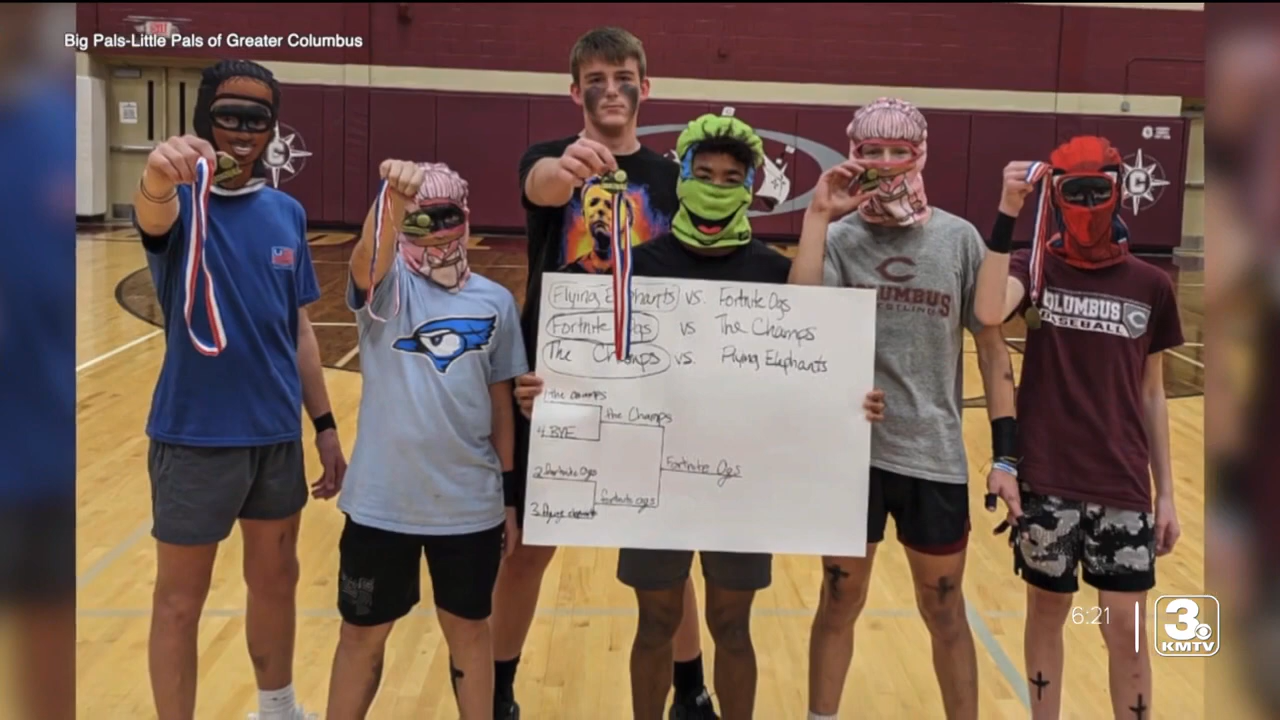 Big Pals-Little Pals of Greater Columbus
Flying Elephants vs. Fortnite Ogs
Fortnite Ogs vs The Champs
The Champs vs. Flying Elephants
1 The champs
The Champs
4. BYE
Fortnite Ogs
2 Fortnite Ogs
fortnite ogs
3. flying elephants
C
COLUMBUS
WRESTLING
COLUMBUS
BASEBALL
C
C
C
6:21
3
KMTV